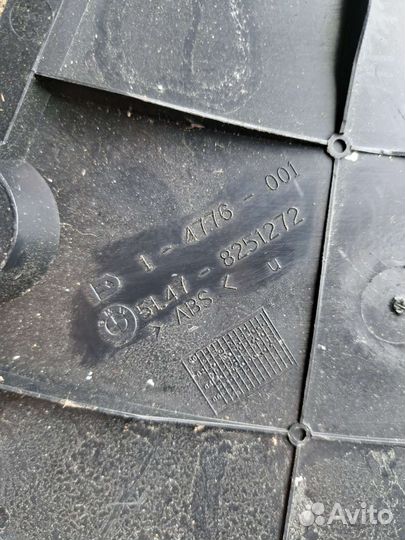 1 - 4776 - 001
51.47 - 8251272
> ABS <
Avito